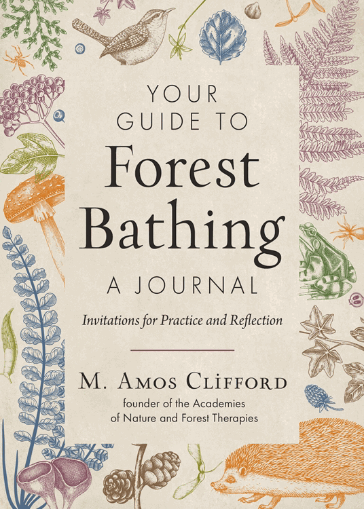 YOUR
GUIDE TO
Forest
Bathing
A JOURNAL
Invitations for Practice and Reflection
M. Amos Clifford
founder of the Academies
of Nature and Forest Therapies